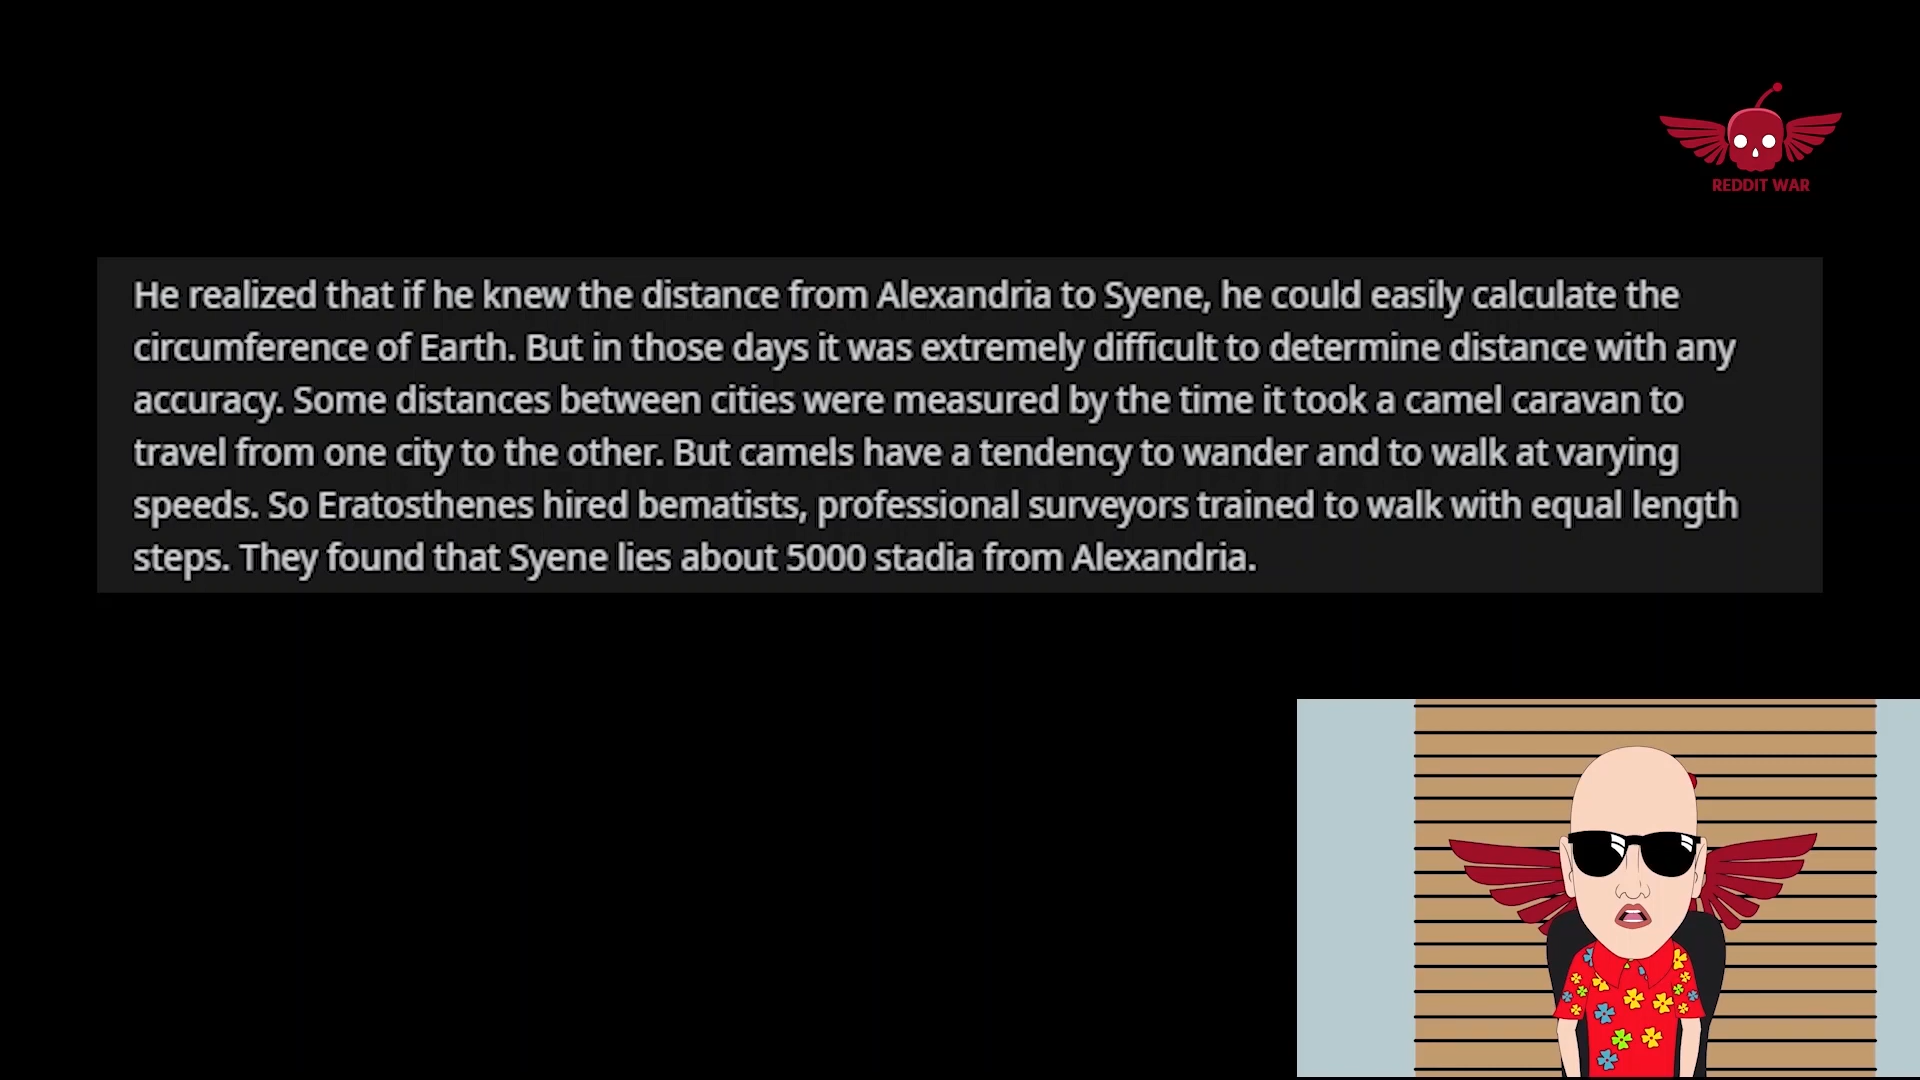 REDDIT WAR
He realized that if he knew the distance from Alexandria to Syene, he could easily calculate the
circumference of Earth. But in those days it was extremely difficult to determine distance with any
accuracy. Some distances between cities were measured by the time it took a camel caravan to
travel from one city to the other. But camels have a tendency to wander and to walk at varying
speeds. So Eratosthenes hired bematists, professional surveyors trained to walk with equal length
steps. They found that Syene lies about 5000 stadia from Alexandria.